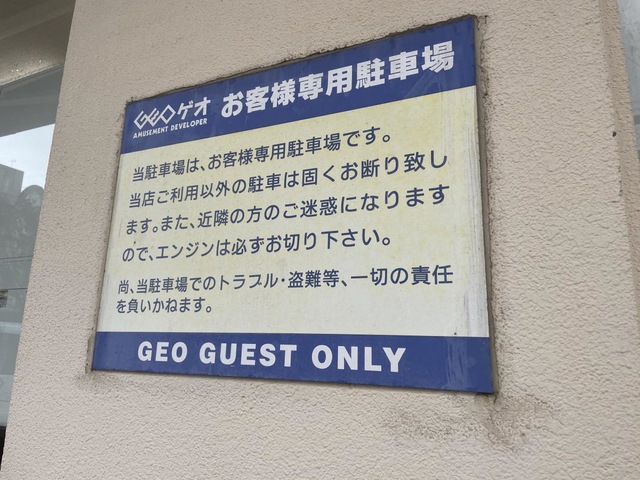 GEOゲオ お客様専用駐車場
AMUSEMENT DEVELOPER
当駐車場は、お客様専用駐車場です。
当店ご利用以外の駐車は固くお断り致し
ます。また、近隣の方のご迷惑になります
ので、エンジンは必ずお切り下さい。
尚、当駐車場でのトラブル・盗難等、一切の責任
を負いかねます。
GEO GUEST ONLY